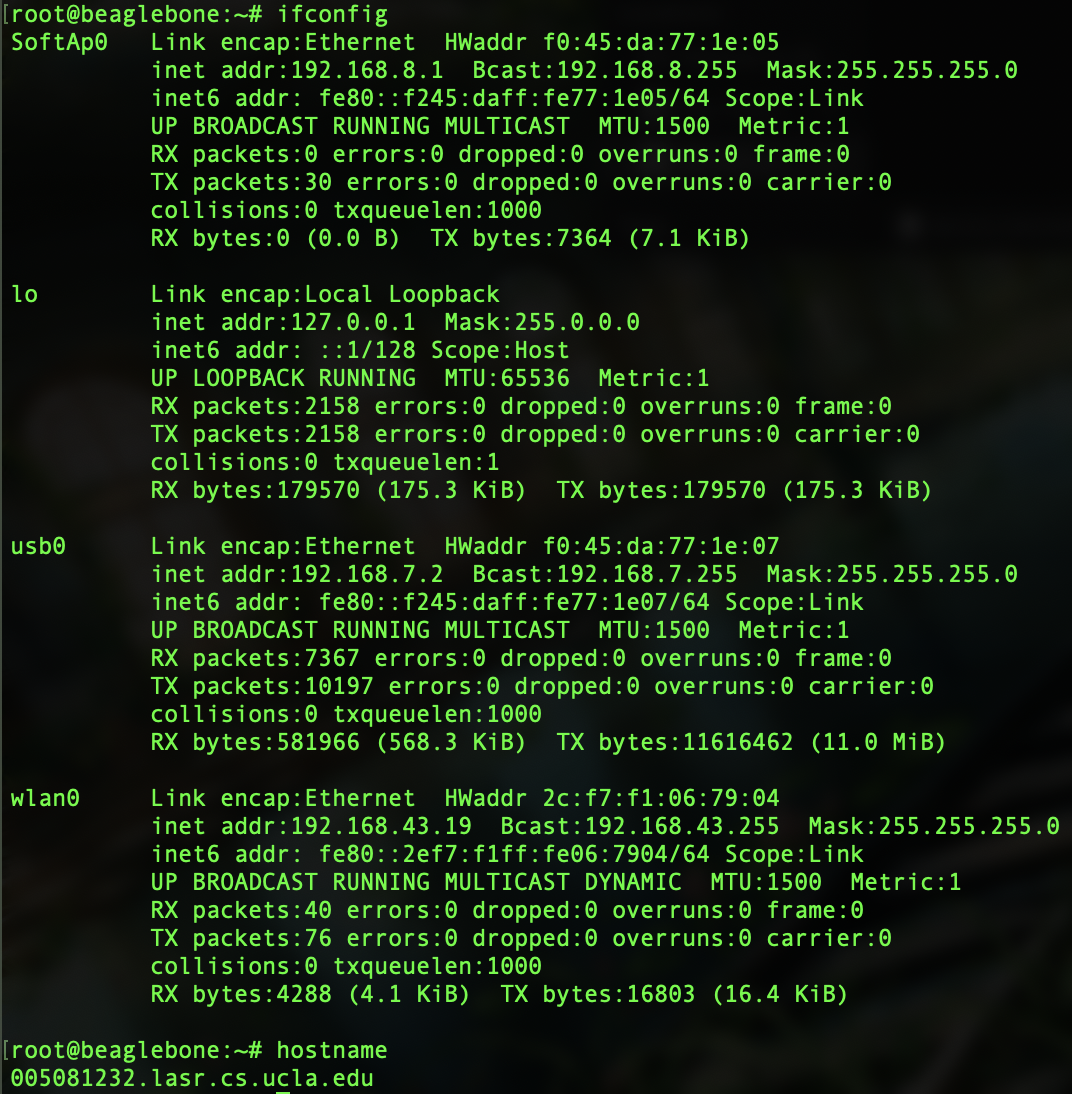 [root@beaglebone:~# ifconfig
SoftAp0   Link encap:Ethernet  HWaddr f0:45:da:77:1e:05
          inet addr:192.168.8.1  Bcast:192.168.8.255  Mask:255.255.255.0
          inet6 addr: fe80::f245:daff:fe77:1e05/64 Scope:Link
          UP BROADCAST RUNNING MULTICAST  MTU:1500  Metric:1
          RX packets:0 errors:0 dropped:0 overruns:0 frame:0
          TX packets:30 errors:0 dropped:0 overruns:0 carrier:0
          collisions:0 txqueuelen:1000
          RX bytes:0 (0.0 B)  TX bytes:7364 (7.1 KiB)

lo        Link encap:Local Loopback
          inet addr:127.0.0.1  Mask:255.0.0.0
          inet6 addr: ::1/128 Scope:Host
          UP LOOPBACK RUNNING  MTU:65536  Metric:1
          RX packets:2158 errors:0 dropped:0 overruns:0 frame:0
          TX packets:2158 errors:0 dropped:0 overruns:0 carrier:0
          collisions:0 txqueuelen:1
          RX bytes:179570 (175.3 KiB)  TX bytes:179570 (175.3 KiB)

usb0      Link encap:Ethernet  HWaddr f0:45:da:77:1e:07
          inet addr:192.168.7.2  Bcast:192.168.7.255  Mask:255.255.255.0
          inet6 addr: fe80::f245:daff:fe77:1e07/64 Scope:Link
          UP BROADCAST RUNNING MULTICAST  MTU:1500  Metric:1
          RX packets:7367 errors:0 dropped:0 overruns:0 frame:0
          TX packets:10197 errors:0 dropped:0 overruns:0 carrier:0
          collisions:0 txqueuelen:1000
          RX bytes:581966 (568.3 KiB)  TX bytes:11616462 (11.0 MiB)

wlan0     Link encap:Ethernet  HWaddr 2c:f7:f1:06:79:04
          inet addr:192.168.43.19  Bcast:192.168.43.255  Mask:255.255.255.0
          inet6 addr: fe80::2ef7:f1ff:fe06:7904/64 Scope:Link
          UP BROADCAST RUNNING MULTICAST DYNAMIC  MTU:1500  Metric:1
          RX packets:40 errors:0 dropped:0 overruns:0 frame:0
          TX packets:76 errors:0 dropped:0 overruns:0 carrier:0
          collisions:0 txqueuelen:1000
          RX bytes:4288 (4.1 KiB)  TX bytes:16803 (16.4 KiB)

[root@beaglebone:~# hostname
005081232.lasr.cs.ucla.edu